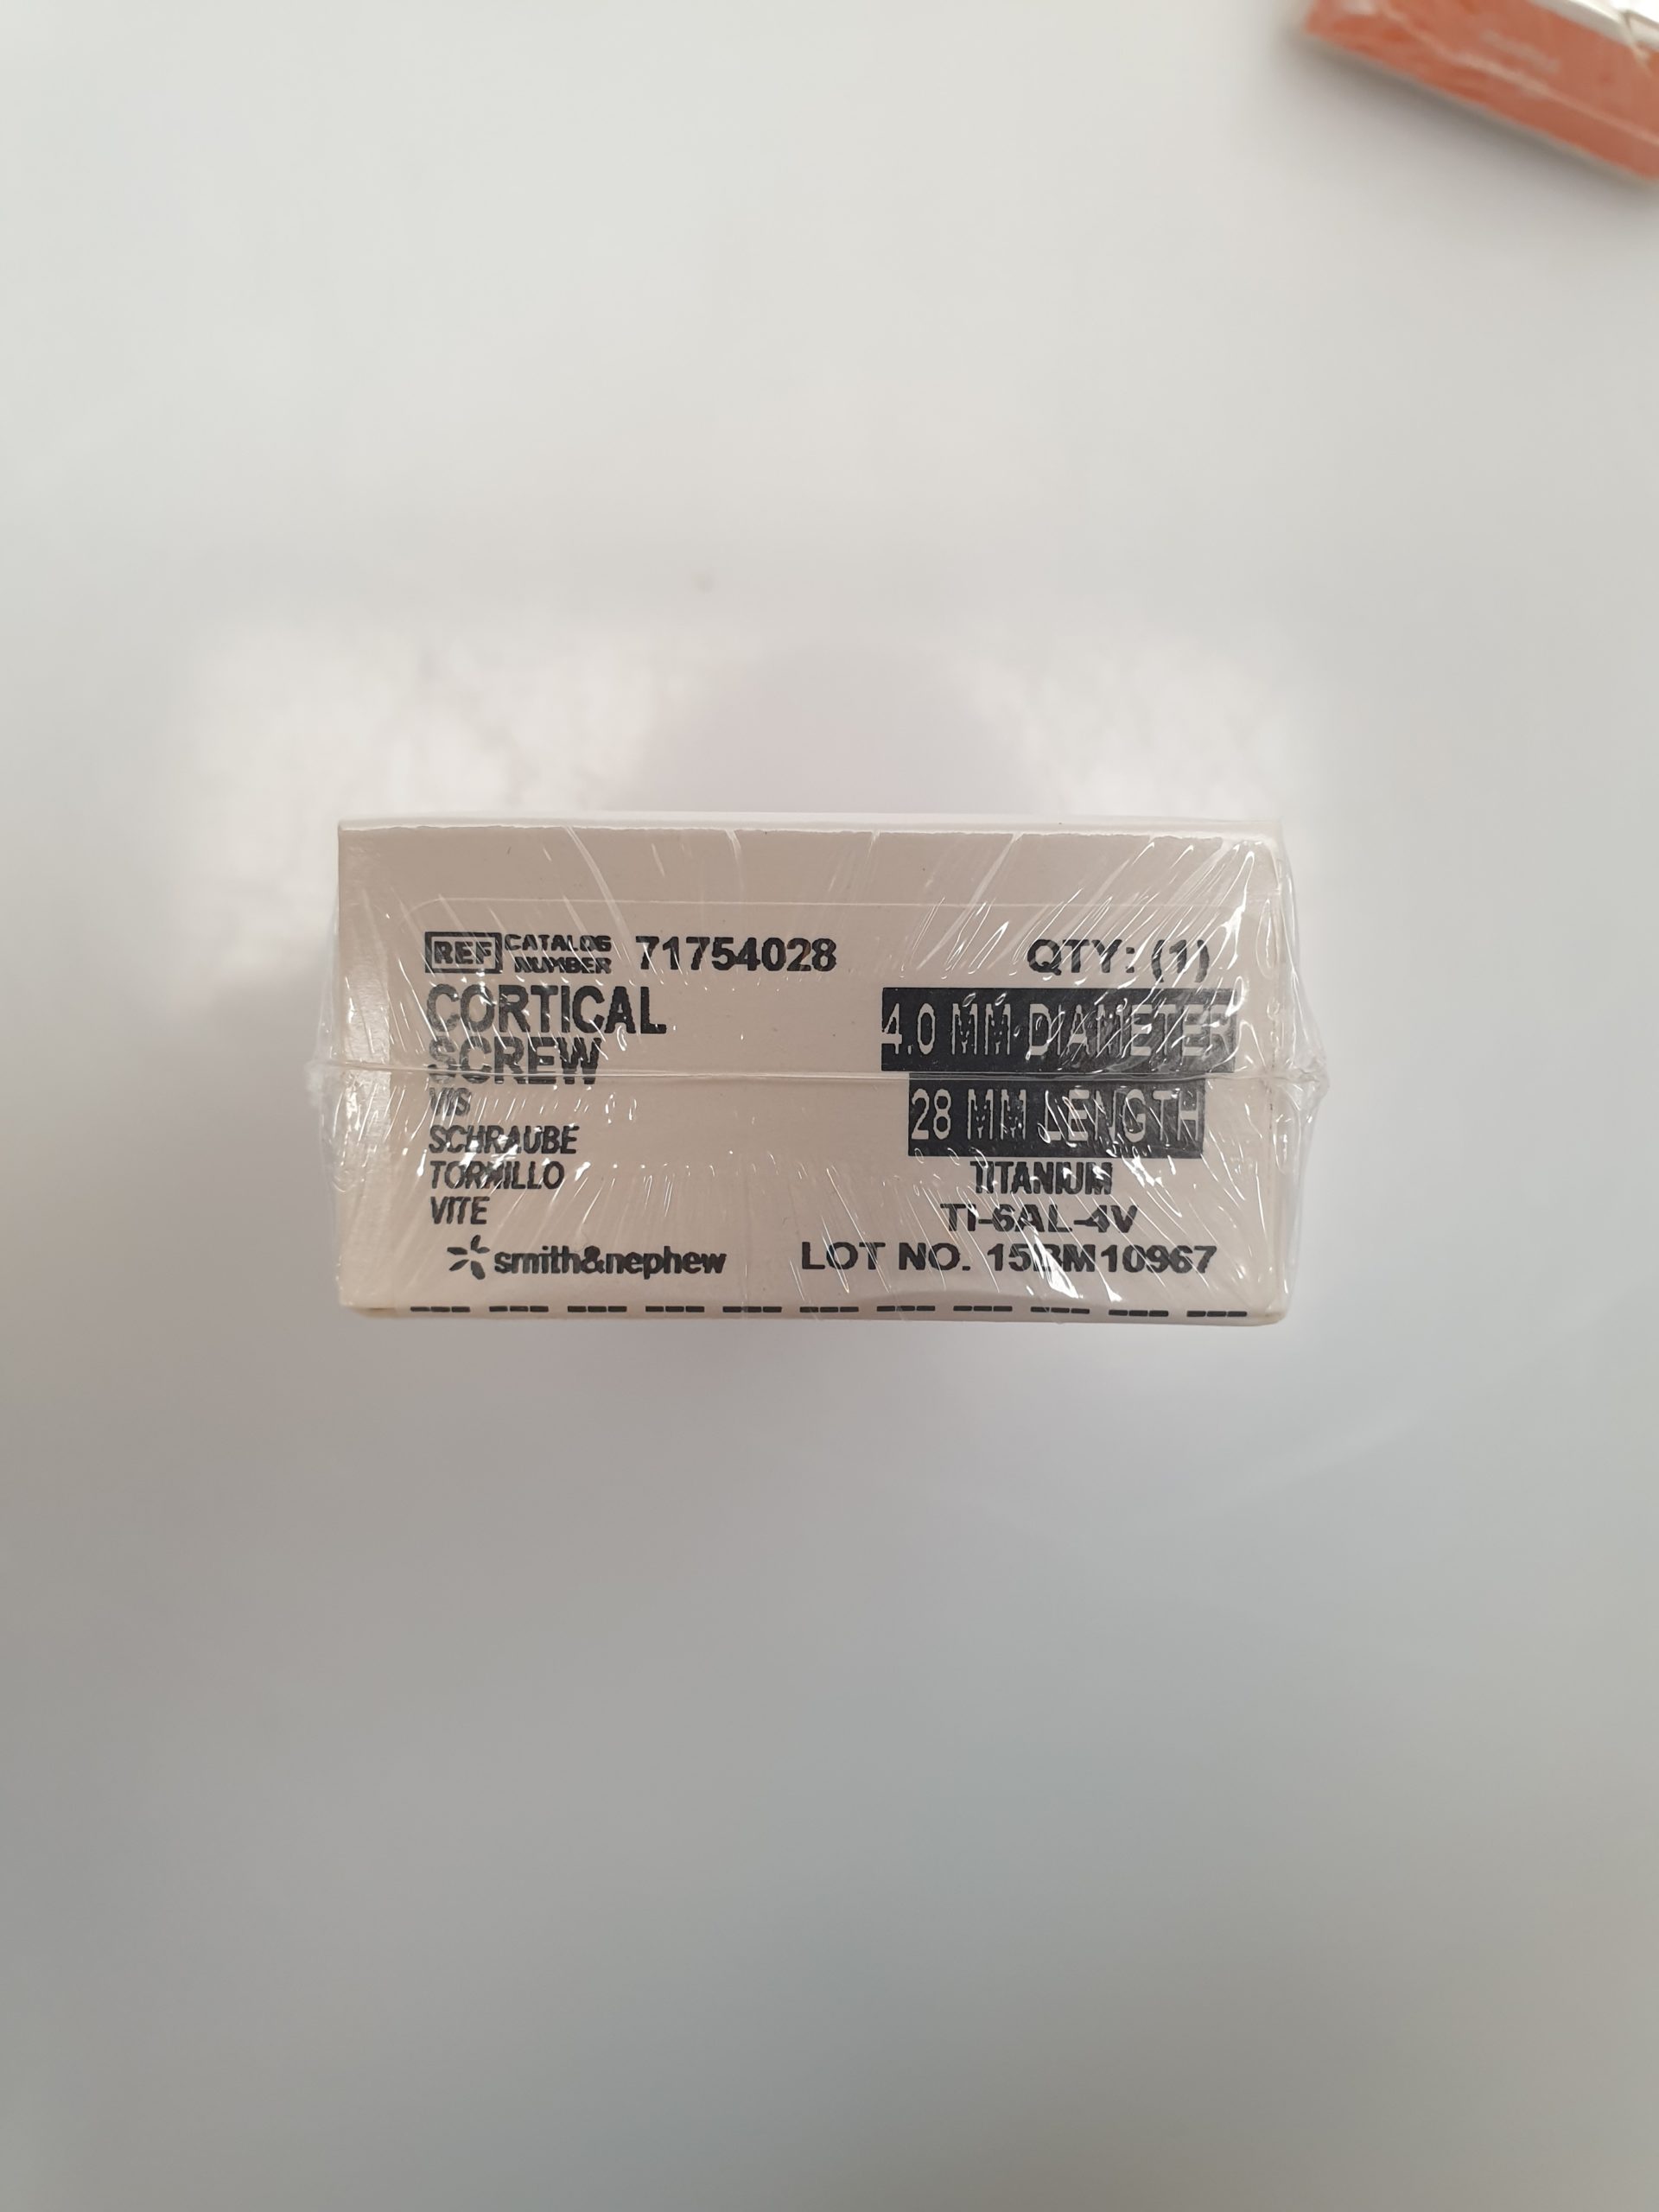 REF CATALOG NUMBER 71754028 QTY: (1)
CORTICAL
SCREW
VIS
SCHRAUBE
TORNILLO
VITE
smith&nephew
4.0 MM DIAMETER
28 MM LENGTH
TITANIUM
TI-6AL-4V
LOT NO. 15BM10967